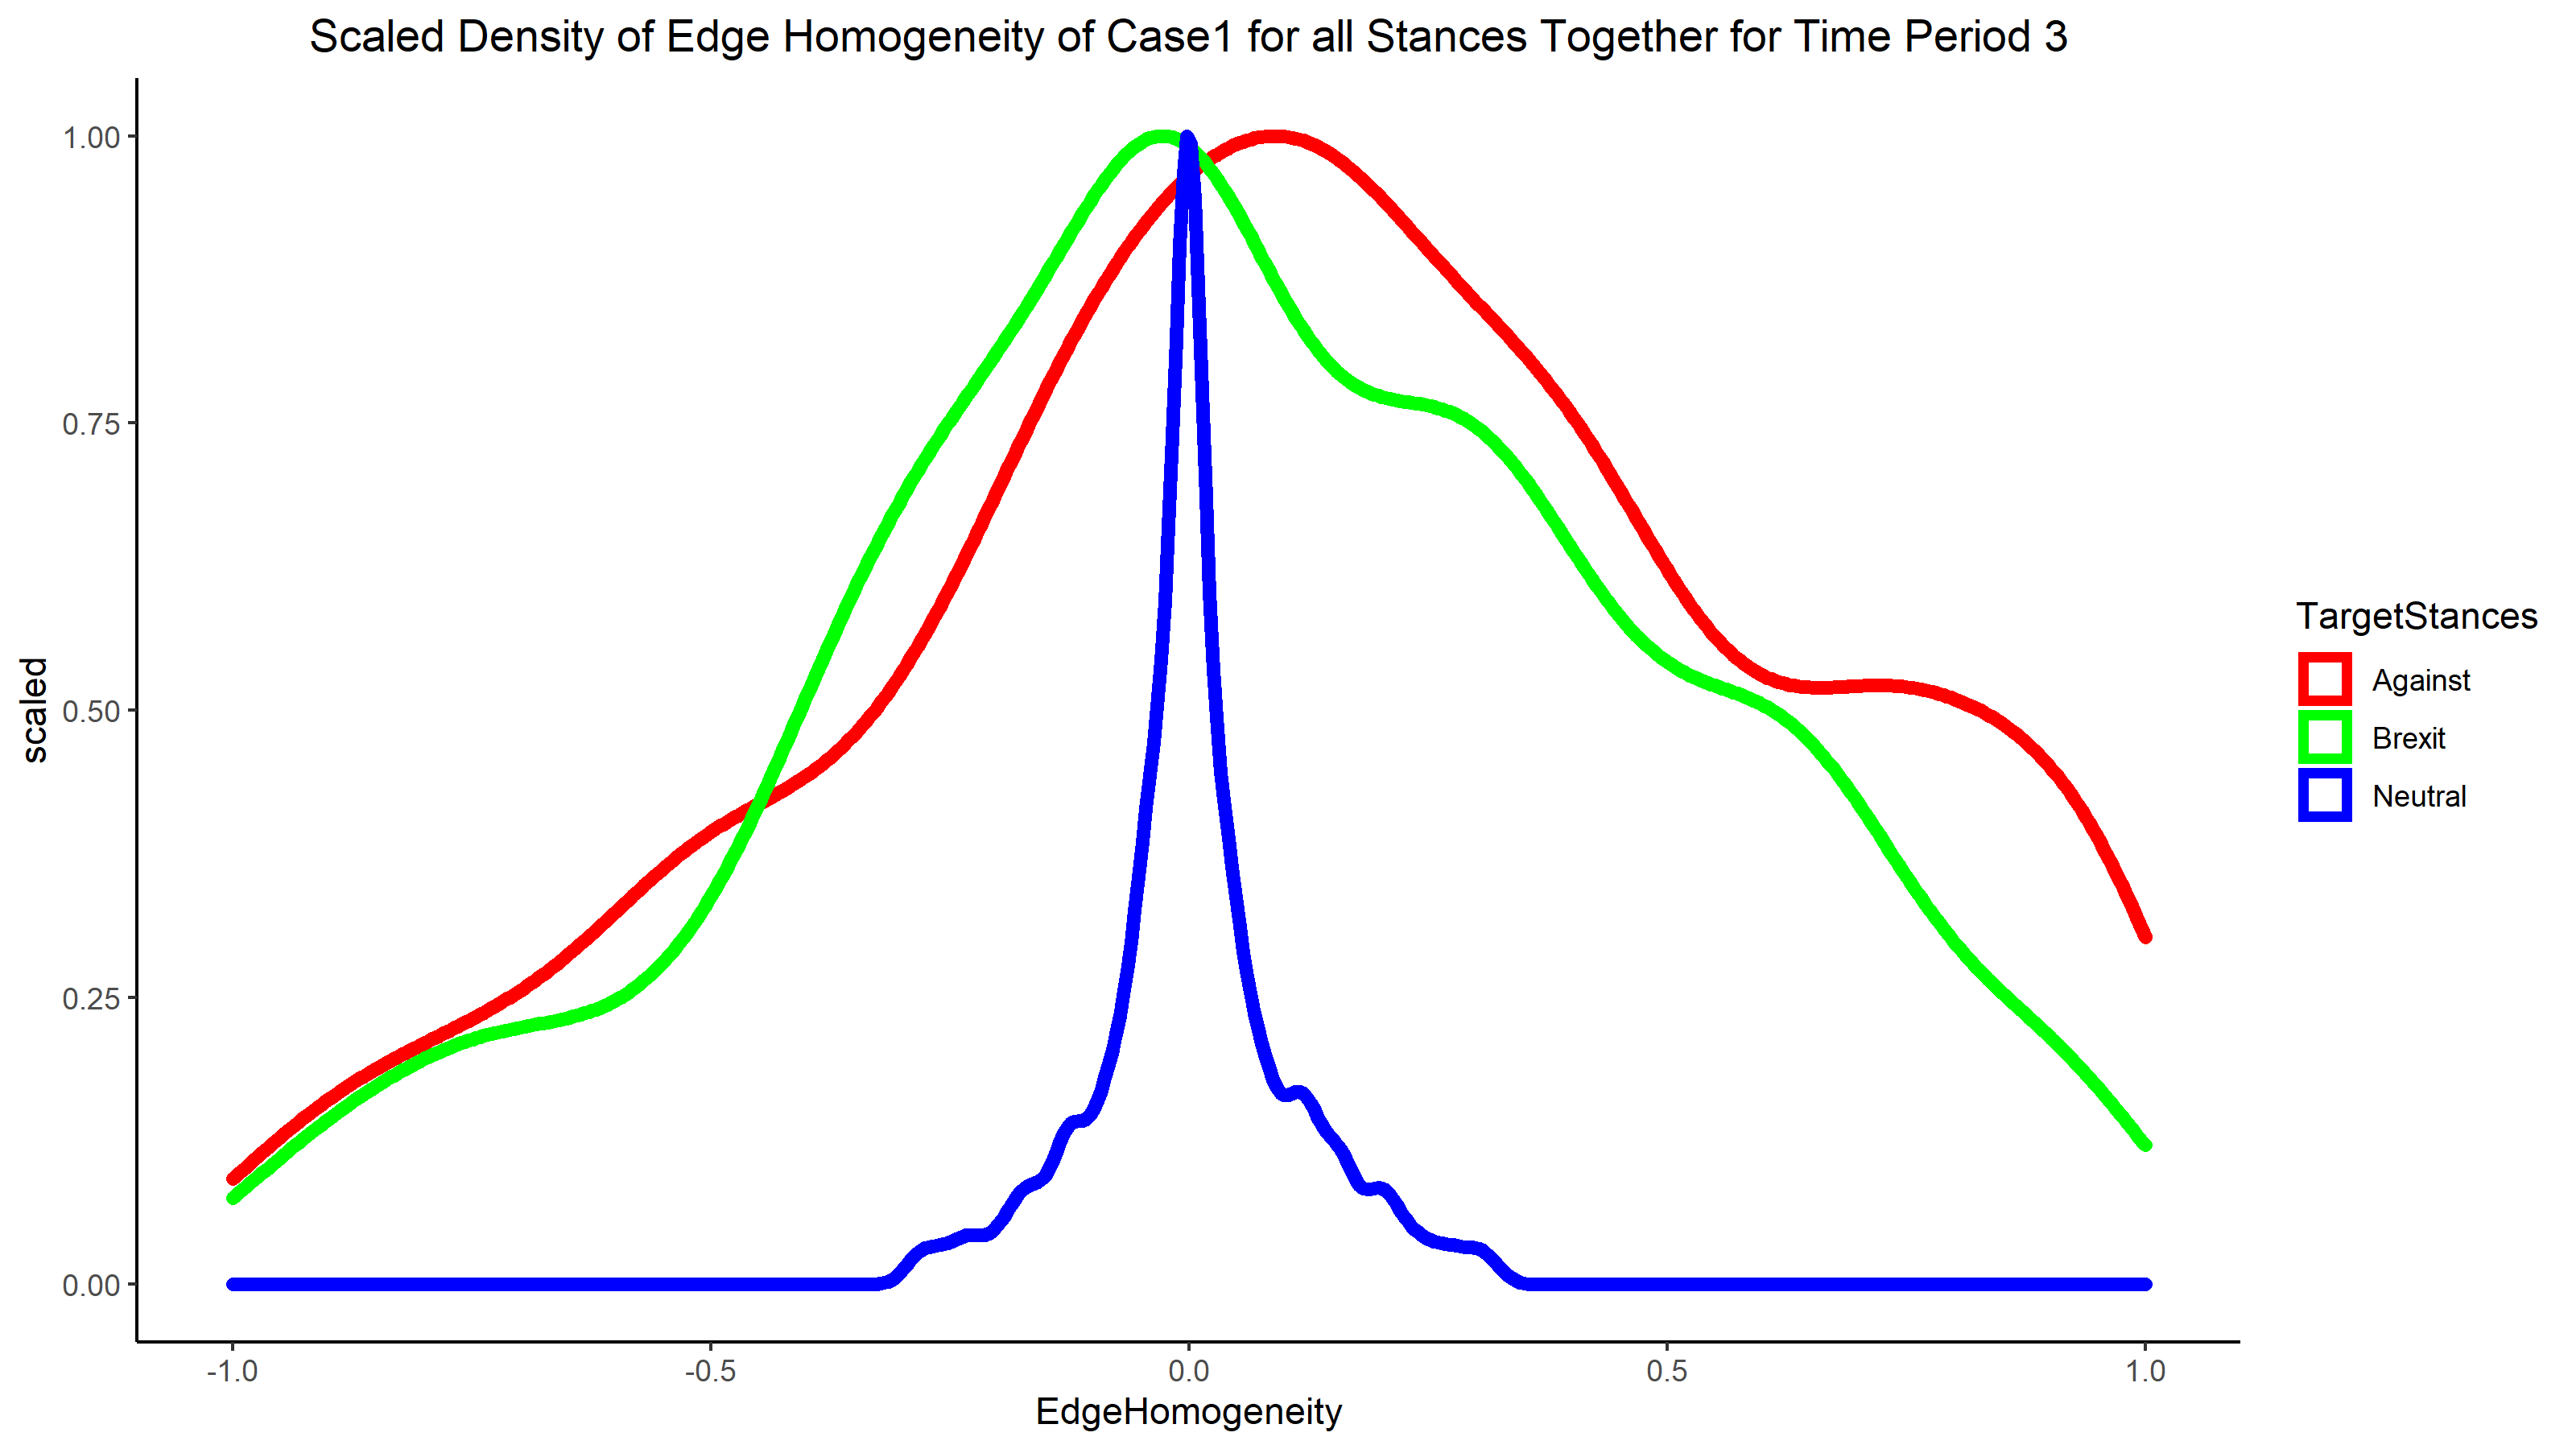 Scaled Density of Edge Homogeneity of Case1 for all Stances Together for Time Period 3
1.00
0.75
0.50
0.25
0.00
scaled
-1.0 -0.5 0.0 0.5 1.0
EdgeHomogeneity
TargetStances
Against
Brexit
Neutral